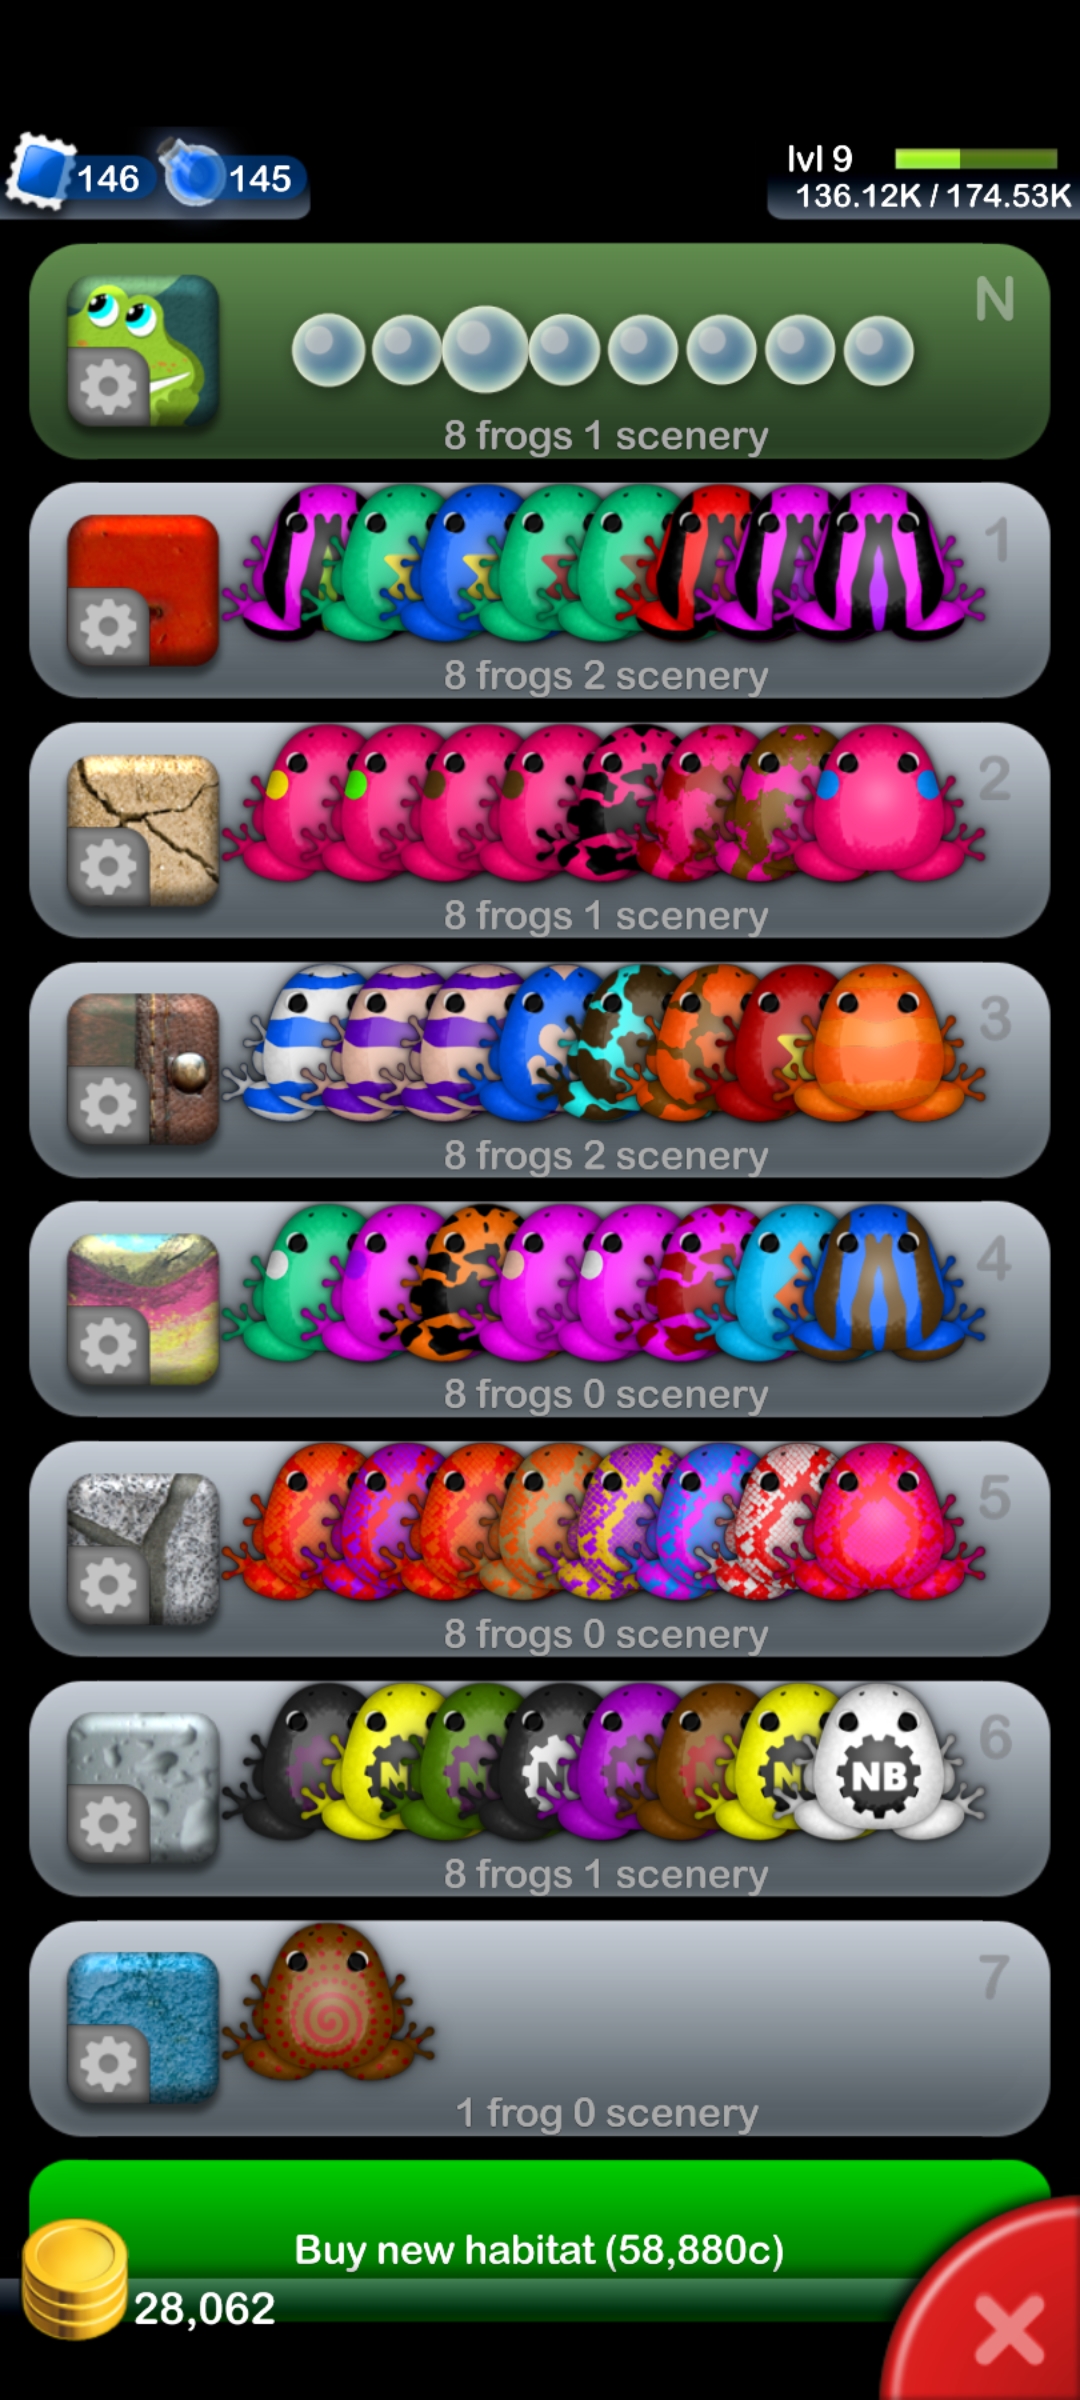 146
145
lvl 9
136.12K / 174.53K
N
8 frogs 1 scenery
1
8 frogs 2 scenery
2
8 frogs 1 scenery
3
8 frogs 2 scenery
4
8 frogs 0 scenery
5
8 frogs 0 scenery
6
N
N
N
N
N
NB
8 frogs 1 scenery
7
1 frog 0 scenery
Buy new habitat (58,880c)
28,062